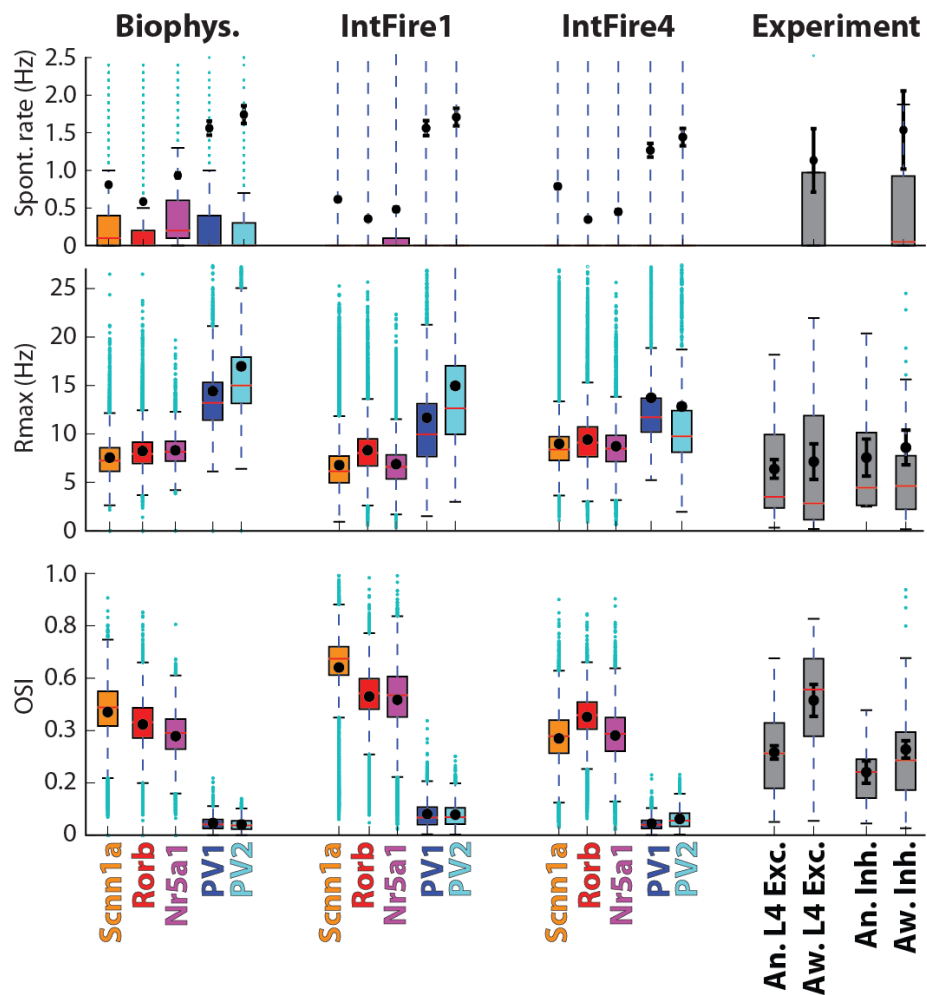 Biophys. IntFire1 IntFire4 Experiment
Spont. rate (Hz)
2.5
2.0
1.5
1.0
0.5
0
Rmax (Hz)
25
20
15
10
5
0
OSI
1.0
0.8
0.6
0.3
0.2
0
Scnn1a Rorb Nr5a1 PV1 PV2
Scnn1a Rorb Nr5a1 PV1 PV2
Scnn1a Rorb Nr5a1 PV1 PV2
An. L4 Exc. Aw. L4 Exc. An. Inh. Aw. Inh.